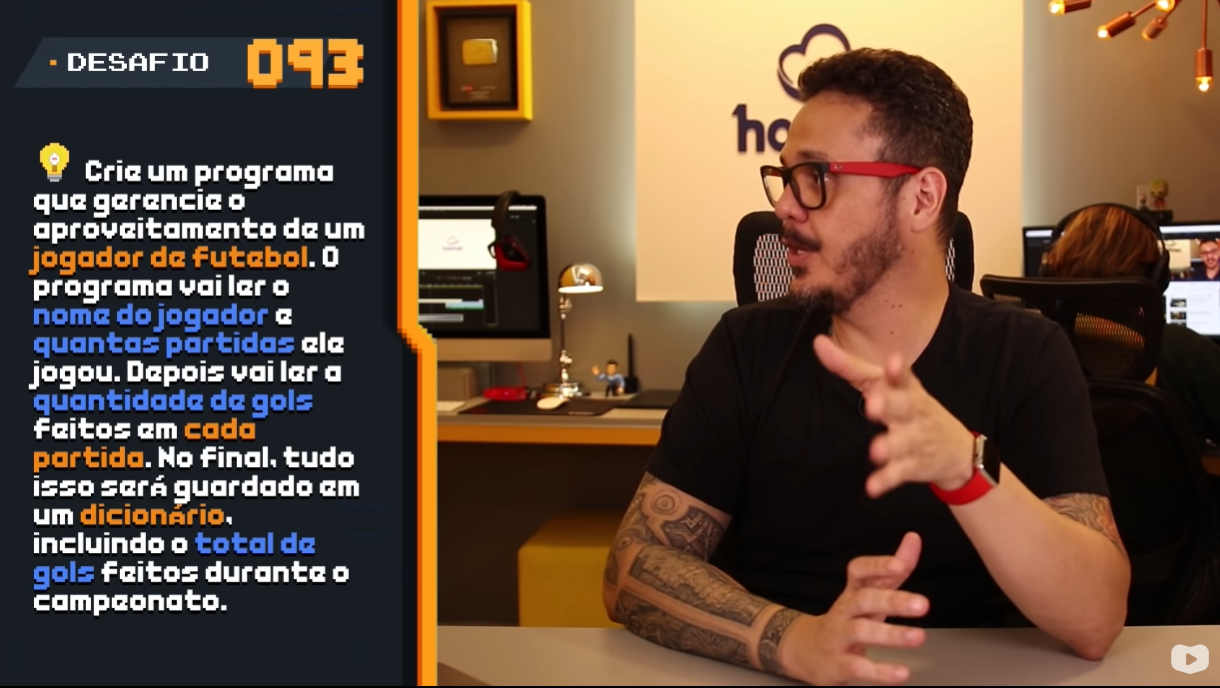 DESAFIO 093
Crie um programa
que gerencie o
aproveitamento de um
jogador de futebol. O
programa vai ler o
nome do jogador e
quantas partidas ele
jogou. Depois vai ler a
quantidade de gols
feitos em cada
partida. No final, tudo
isso será guardado em
um dicionário,
incluindo o total de
gols feitos durante o
campeonato.